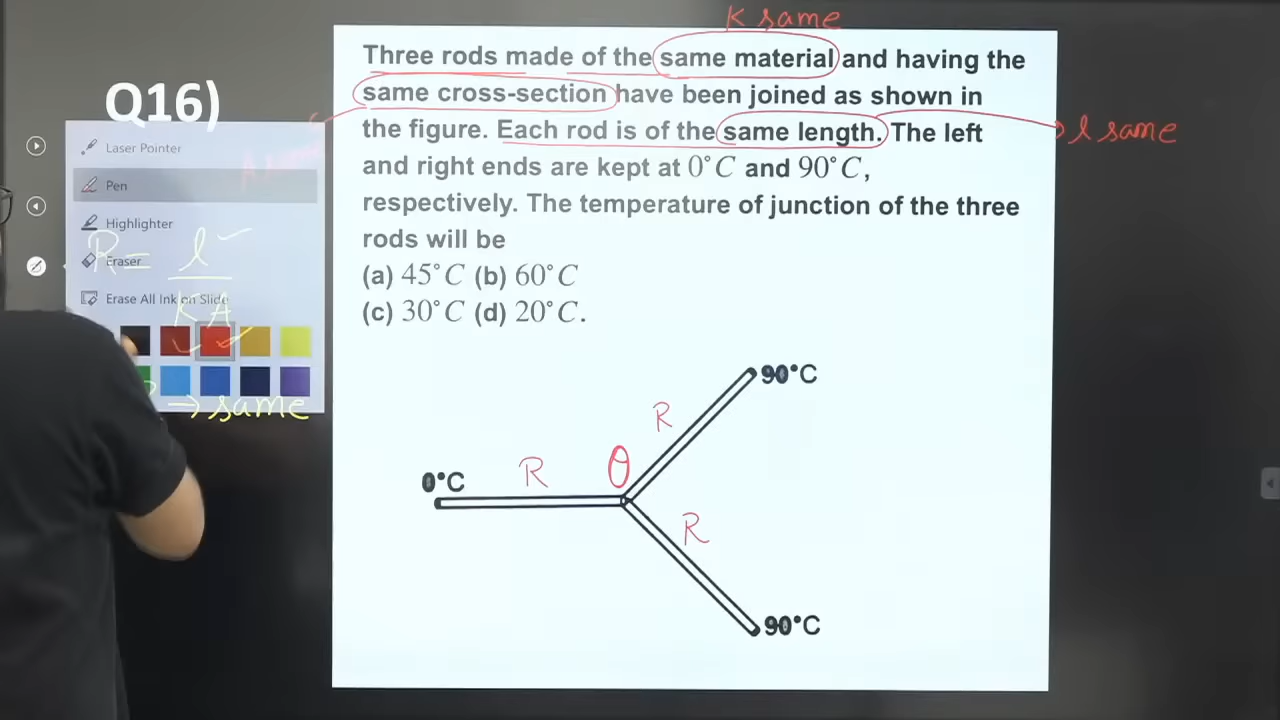 K same
Three rods made of the same material and having the
same cross-section have been joined as shown in
the figure. Each rod is of the same length. The left
and right ends are kept at 0°C and 90°C,
respectively. The temperature of junction of the three
rods will be
(a) 45°C (b) 60°C
(c) 30°C (d) 20°C.
l same
Q16)
Laser Pointer
Pen
Highlighter
Eraser
Erase All Ink on Slide
R = l
KA
→ same
90°C
R
θ
0°C
R
R
90°C